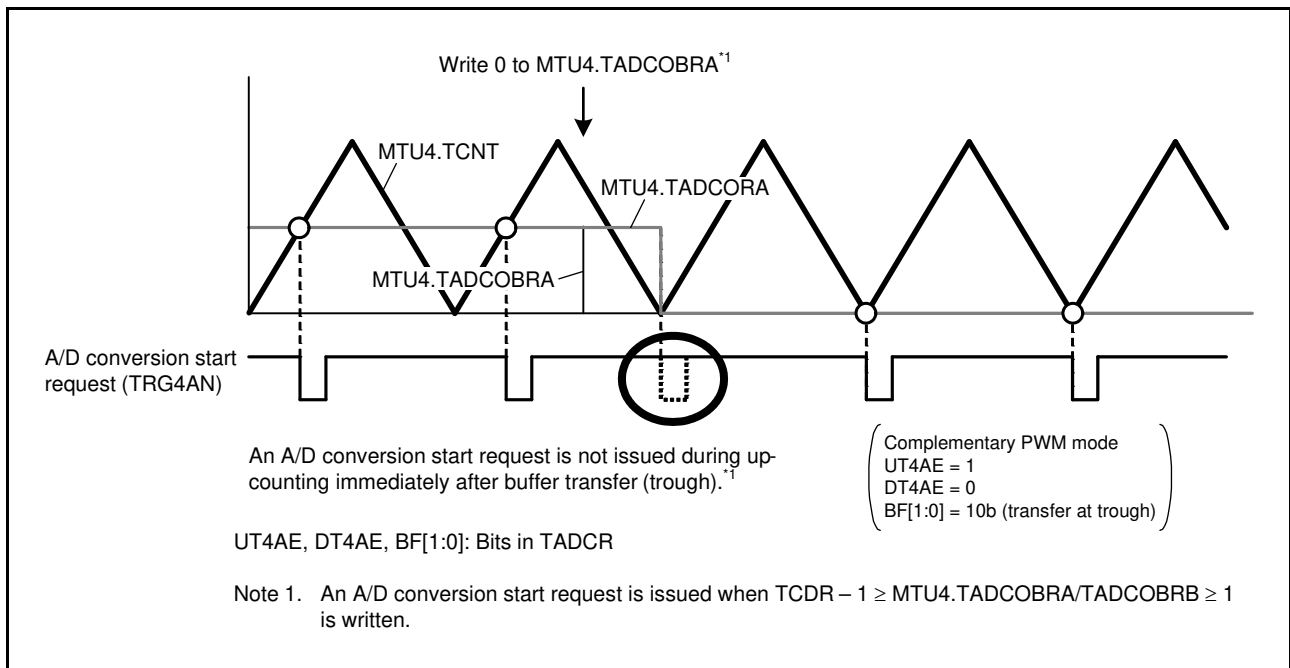 Write 0 to MTU4.TADCOBRA*1
MTU4.TCNT
MTU4.TADCORA
MTU4.TADCOBRA
A/D conversion start
request (TRG4AN)
An A/D conversion start request is not issued during up-
counting immediately after buffer transfer (trough).*1
Complementary PWM mode
UT4AE = 1
DT4AE = 0
BF[1:0] = 10b (transfer at trough)
UT4AE, DT4AE, BF[1:0]: Bits in TADCR
Note 1. An A/D conversion start request is issued when TCDR – 1 ≥ MTU4.TADCOBRA/TADCOBRB ≥ 1
is written.